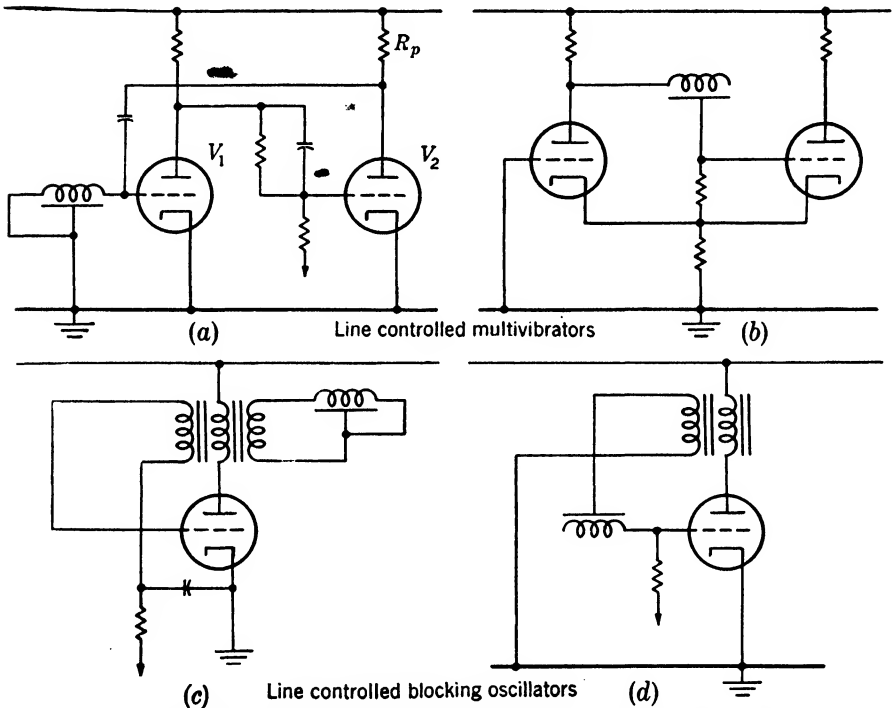 R_p
V_1
V_2
(a) Line controlled multivibrators (b)
(c) Line controlled blocking oscillators (d)